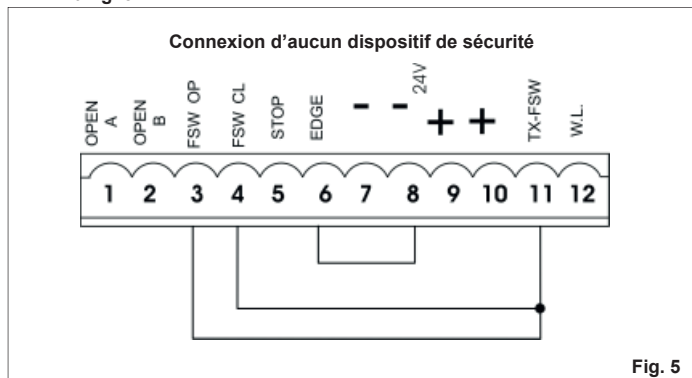 Connexion d'aucun dispositif de sécurité
OPEN A
OPEN B
FSW OP
FSW CL
STOP
EDGE
-
-
24V
+
+
TX-FSW
W.L.
1 2 3 4 5 6 7 8 9 10 11 12
Fig. 5